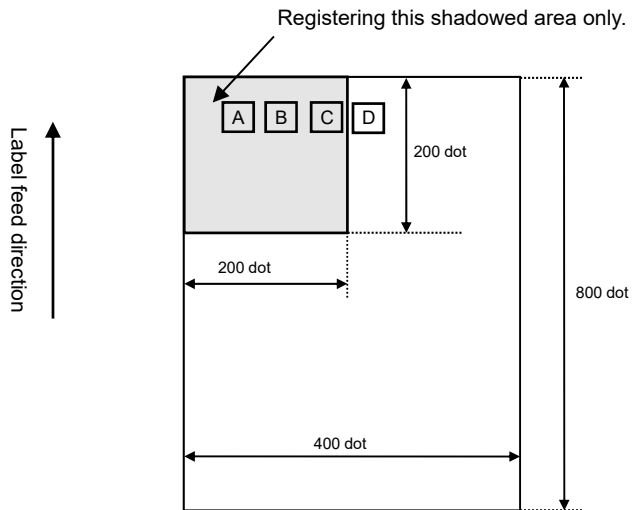 Registering this shadowed area only.
A B C D
200 dot
Label feed direction
200 dot
800 dot
400 dot